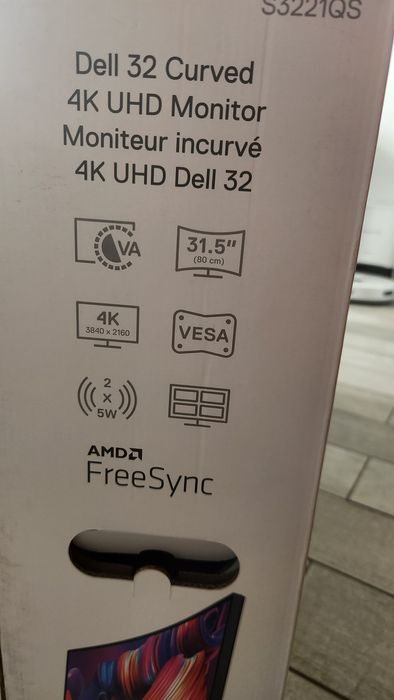 S3221QS
Dell 32 Curved
4K UHD Monitor
Moniteur incurvé
4K UHD Dell 32
VA
31.5"
(80 cm)
4K
3840 x 2160
VESA
2
x
5W
AMD
FreeSync